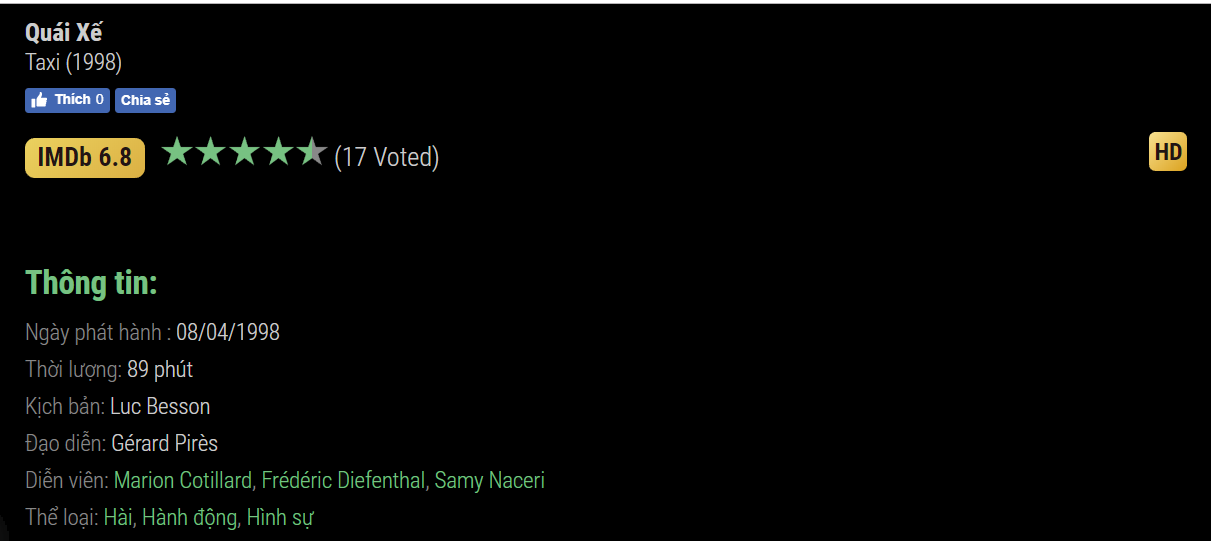 Quái Xế
Taxi (1998)
Thích 0 Chia sẻ
IMDb 6.8 (17 Voted) HD
Thông tin:
Ngày phát hành : 08/04/1998
Thời lượng: 89 phút
Kịch bản: Luc Besson
Đạo diễn: Gérard Pirès
Diễn viên: Marion Cotillard, Frédéric Diefenthal, Samy Naceri
Thể loại: Hài, Hành động, Hình sự